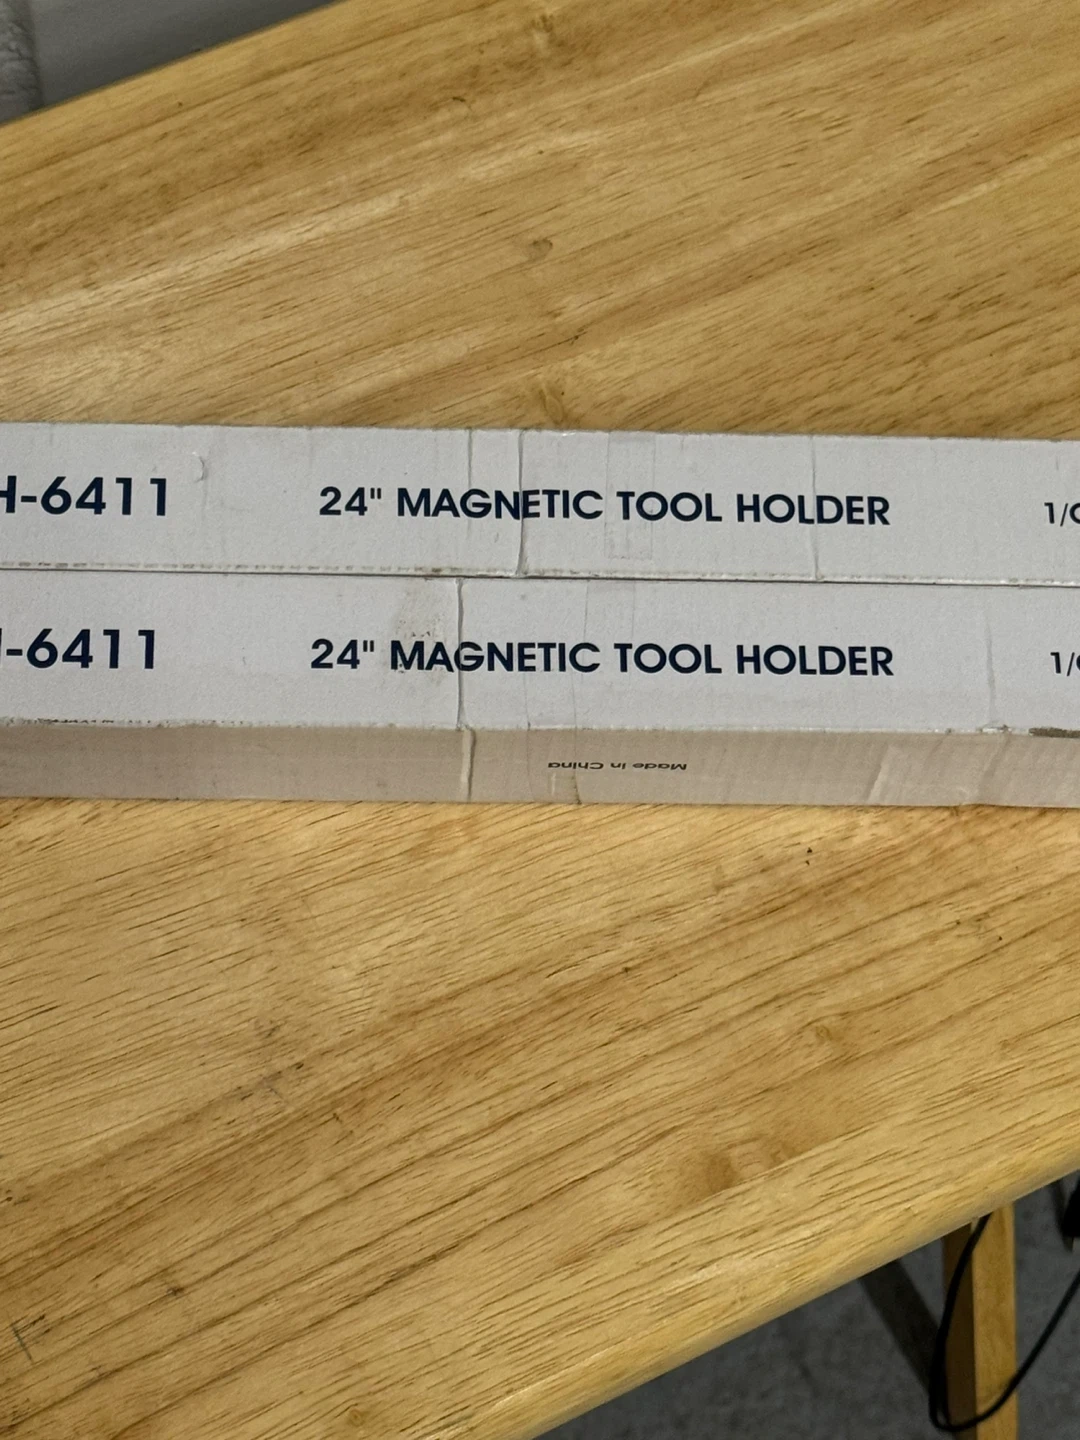 H-6411 24" MAGNETIC TOOL HOLDER
-6411 24" MAGNETIC TOOL HOLDER
Made in China